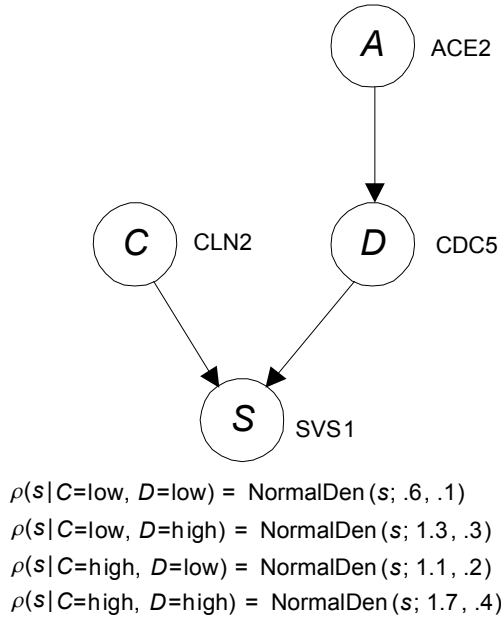 A ACE2
C CLN2 D CDC5
S SVS1
ρ(s|C=low, D=low) = NormalDen(s; .6, .1)
ρ(s|C=low, D=high) = NormalDen(s; 1.3, .3)
ρ(s|C=high, D=low) = NormalDen(s; 1.1, .2)
ρ(s|C=high, D=high) = NormalDen(s; 1.7, .4)